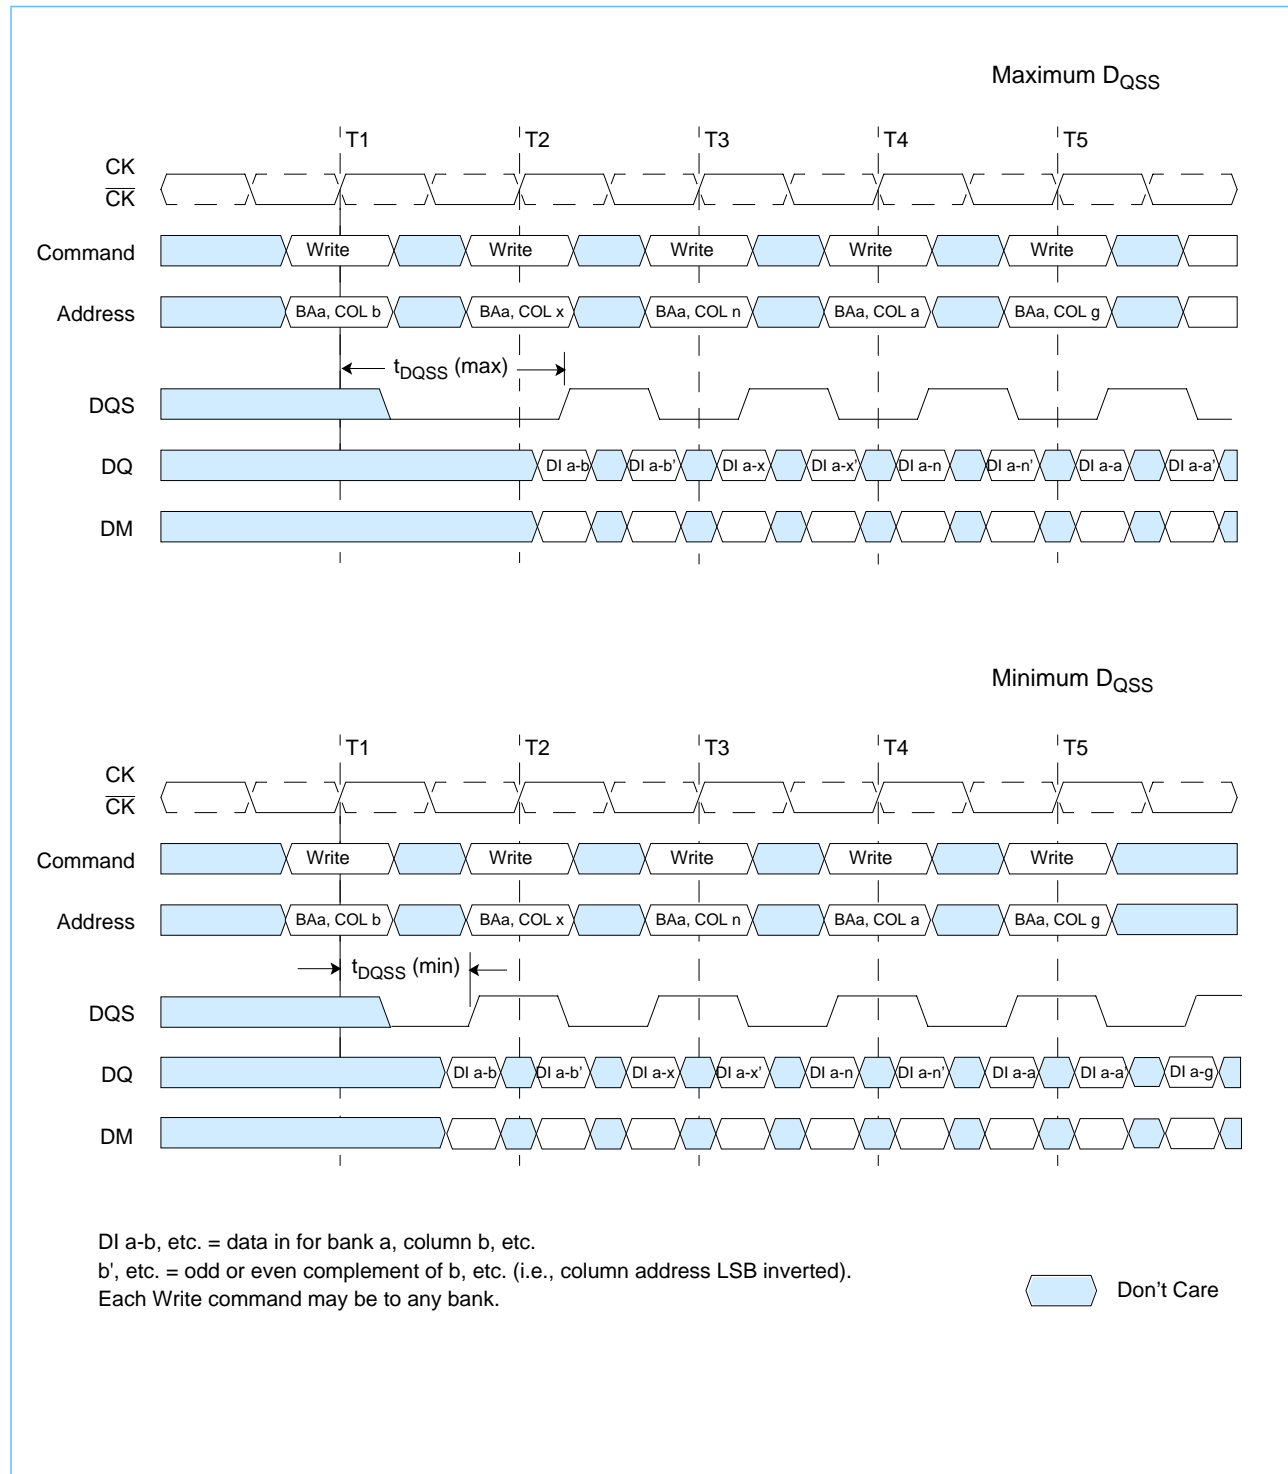 Maximum DQSS
T1 T2 T3 T4 T5
CK
CK
Command Write Write Write Write Write
Address BAa, COL b BAa, COL x BAa, COL n BAa, COL a BAa, COL g
tDQSS (max)
DQS
DQ DI a-b DI a-b’ DI a-x DI a-x’ DI a-n DI a-n’ DI a-a DI a-a’
DM
Minimum DQSS
T1 T2 T3 T4 T5
CK
CK
Command Write Write Write Write Write
Address BAa, COL b BAa, COL x BAa, COL n BAa, COL a BAa, COL g
tDQSS (min)
DQS
DQ DI a-b DI a-b’ DI a-x DI a-x’ DI a-n DI a-n’ DI a-a DI a-a’ DI a-g
DM
DI a-b, etc. = data in for bank a, column b, etc.
b', etc. = odd or even complement of b, etc. (i.e., column address LSB inverted).
Each Write command may be to any bank.
Don't Care